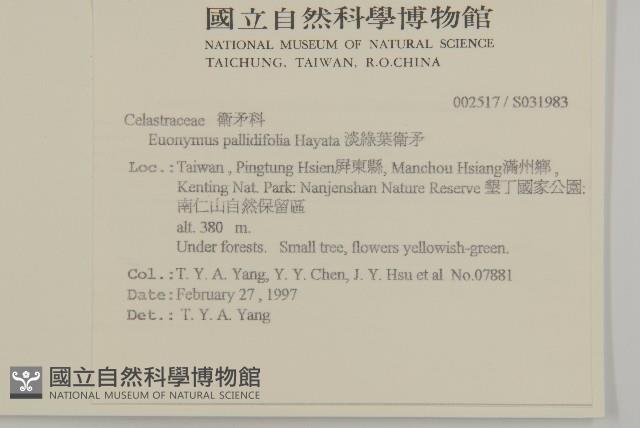 國立自然科學博物館
NATIONAL MUSEUM OF NATURAL SCIENCE
TAICHUNG, TAIWAN, R.O.CHINA
002517 / S031983
Celastraceae 衛矛科
Euonymus pallidifolia Hayata 淡綠葉衛矛
Loc.: Taiwan , Pingtung Hsien屏東縣, Manchou Hsiang滿州鄉 ,
Kenting Nat. Park: Nanjenshan Nature Reserve 墾丁國家公園:
南仁山自然保留區
alt. 380 m.
Under forests. Small tree, flowers yellowish-green.
Col.: T. Y. A. Yang, Y. Y. Chen, J. Y. Hsu et al No.07881
Date: February 27 , 1997
Det.: T. Y. A. Yang
國立自然科學博物館
NATIONAL MUSEUM OF NATURAL SCIENCE